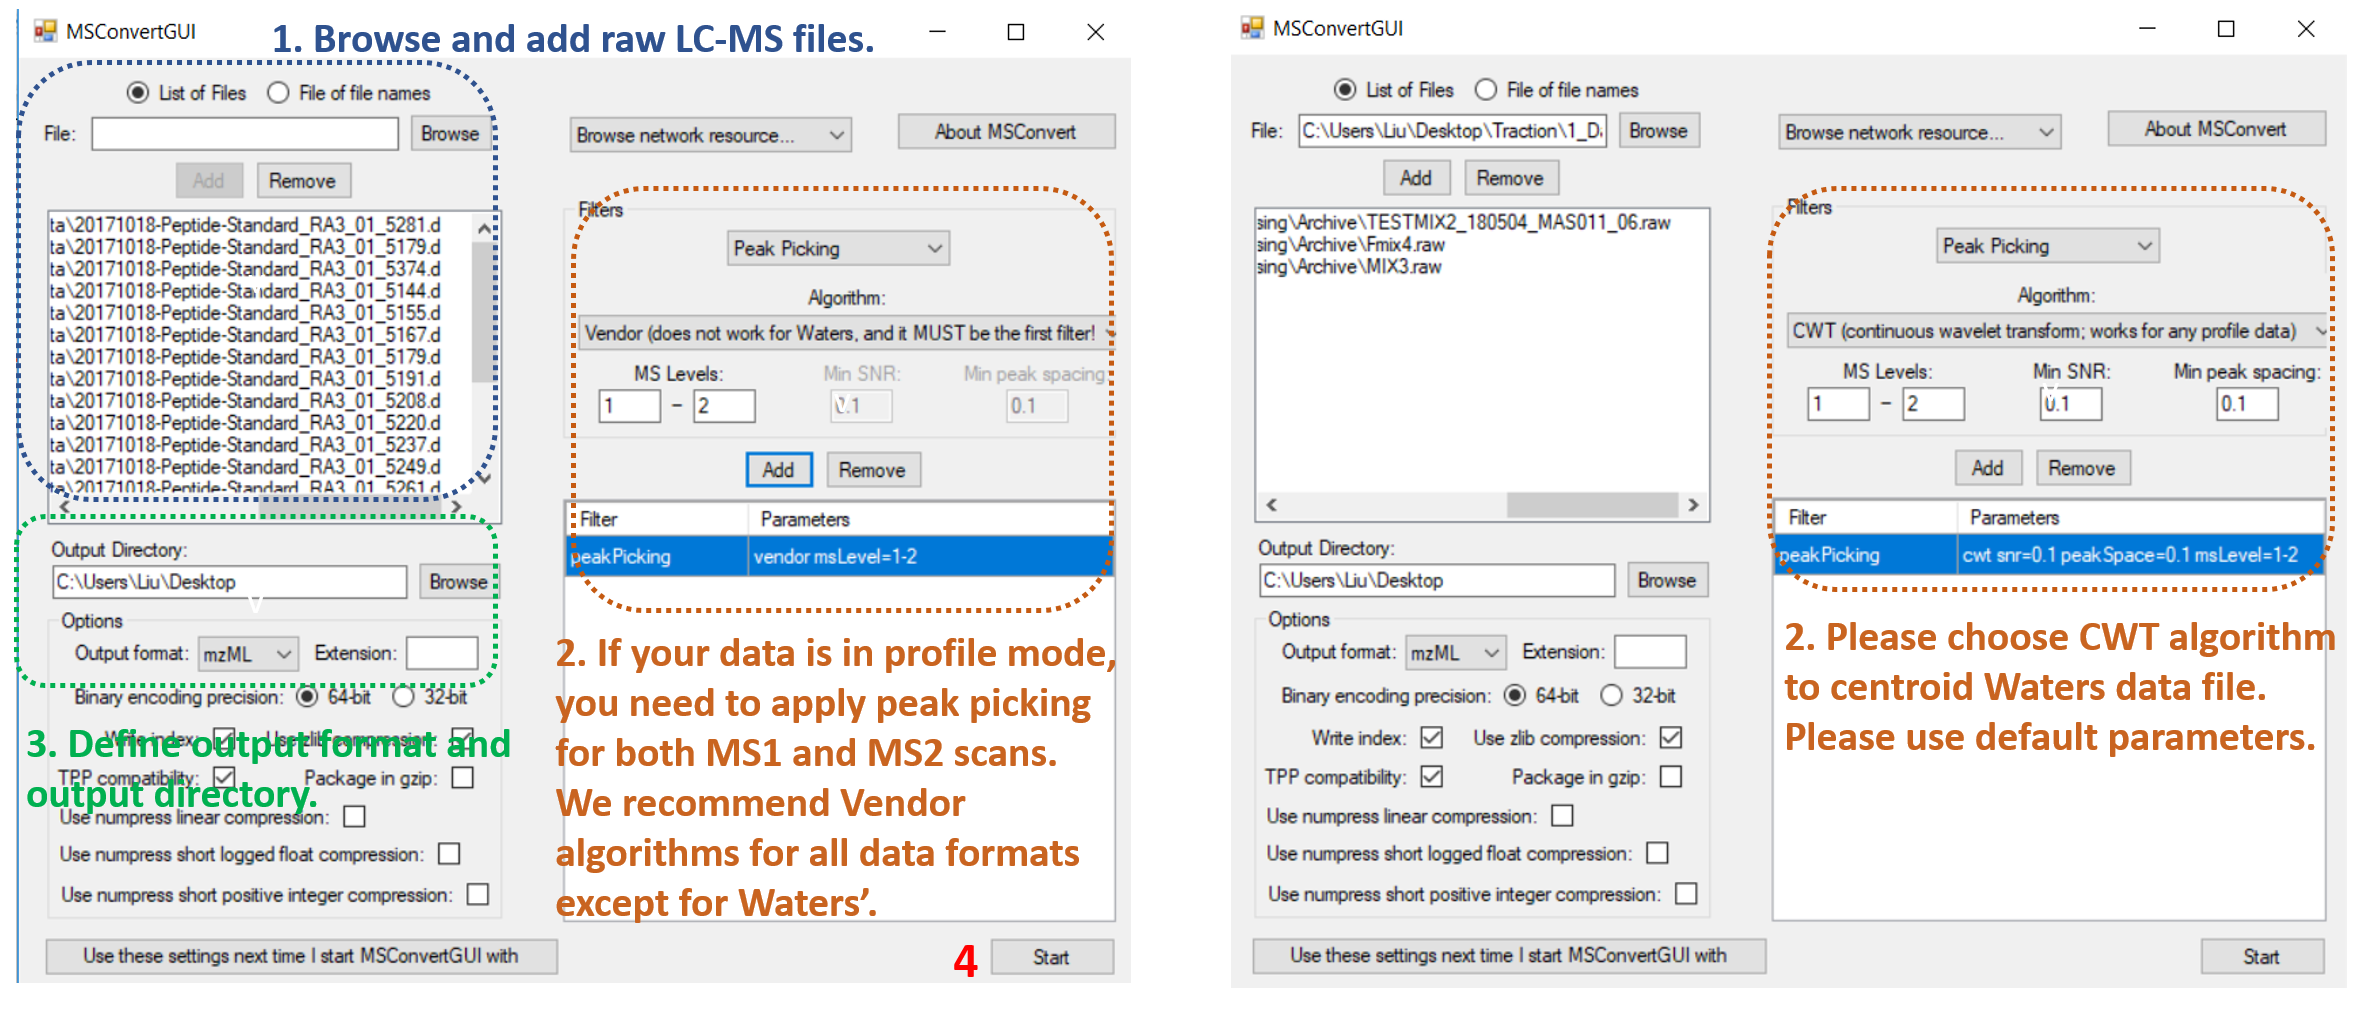 MSConvertGUI
1. Browse and add raw LC-MS files.
List of Files File of file names
File: Browse
Add Remove
ta\20171018-Peptide-Standard_RA3_01_5281.d
ta\20171018-Peptide-Standard_RA3_01_5179.d
ta\20171018-Peptide-Standard_RA3_01_5374.d
ta\20171018-Peptide-Standard_RA3_01_5144.d
ta\20171018-Peptide-Standard_RA3_01_5155.d
ta\20171018-Peptide-Standard_RA3_01_5167.d
ta\20171018-Peptide-Standard_RA3_01_5179.d
ta\20171018-Peptide-Standard_RA3_01_5191.d
ta\20171018-Peptide-Standard_RA3_01_5208.d
ta\20171018-Peptide-Standard_RA3_01_5220.d
ta\20171018-Peptide-Standard_RA3_01_5237.d
ta\20171018-Peptide-Standard_RA3_01_5249.d
ta\20171018-Peptide-Standard_RA3_01_5261.d
Output Directory:
C:\Users\Liu\Desktop Browse
Options
Output format: mzML Extension:
Binary encoding precision: 64-bit 32-bit
Write index: Use zlib compression:
TPP compatibility: Package in gzip:
Use numpress linear compression:
Use numpress short logged float compression:
Use numpress short positive integer compression:
Use these settings next time I start MSConvertGUI with
3. Define output format and
output directory.
Browse network resource... About MSConvert
Filters
Peak Picking
Algorithm:
Vendor (does not work for Waters, and it MUST be the first filter!
MS Levels: Min SNR: Min peak spacing:
1 - 2 0.1 0.1
Add Remove
Filter Parameters
peakPicking vendor msLevel=1-2
2. If your data is in profile mode,
you need to apply peak picking
for both MS1 and MS2 scans.
We recommend Vendor
algorithms for all data formats
except for Waters’.
4 Start
MSConvertGUI
List of Files File of file names
File: C:\Users\Liu\Desktop\Traction\1_D: Browse
Add Remove
sing\Archive\TESTMIX2_180504_MAS011_06.raw
sing\Archive\Fmix4.raw
sing\Archive\MIX3.raw
Output Directory:
C:\Users\Liu\Desktop Browse
Options
Output format: mzML Extension:
Binary encoding precision: 64-bit 32-bit
Write index: Use zlib compression:
TPP compatibility: Package in gzip:
Use numpress linear compression:
Use numpress short logged float compression:
Use numpress short positive integer compression:
Use these settings next time I start MSConvertGUI with
Browse network resource... About MSConvert
Filters
Peak Picking
Algorithm:
CWT (continuous wavelet transform; works for any profile data)
MS Levels: Min SNR: Min peak spacing:
1 - 2 0.1 0.1
Add Remove
Filter Parameters
peakPicking cwt snr=0.1 peakSpace=0.1 msLevel=1-2
2. Please choose CWT algorithm
to centroid Waters data file.
Please use default parameters.
Start